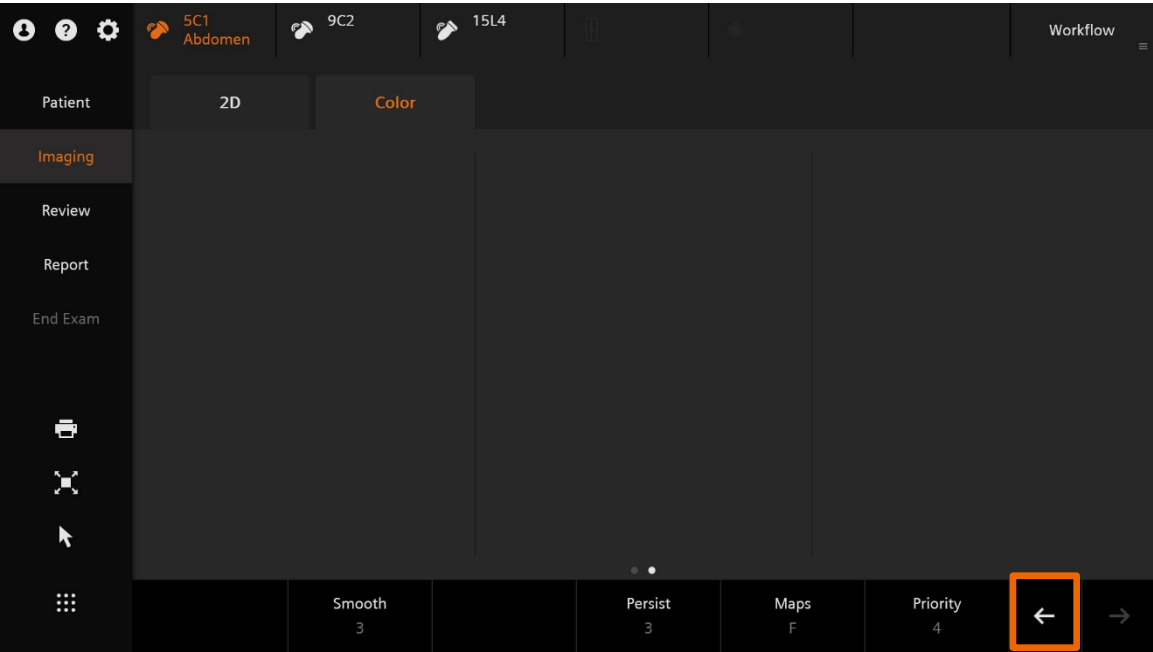 5C1
Abdomen
9C2
15L4
Workflow
Patient
2D
Color
Imaging
Review
Report
End Exam
Smooth
3
Persist
3
Maps
F
Priority
4